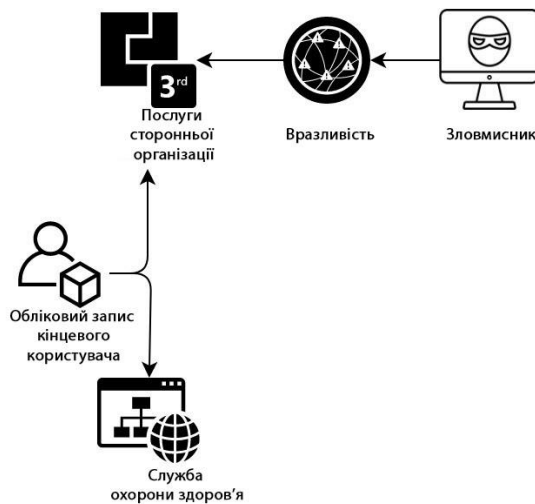 3rd
Послуги
сторонньої
організації
Вразливість
Зловмисник
Обліковий запис
кінцевого
користувача
Служба
охорони здоров'я